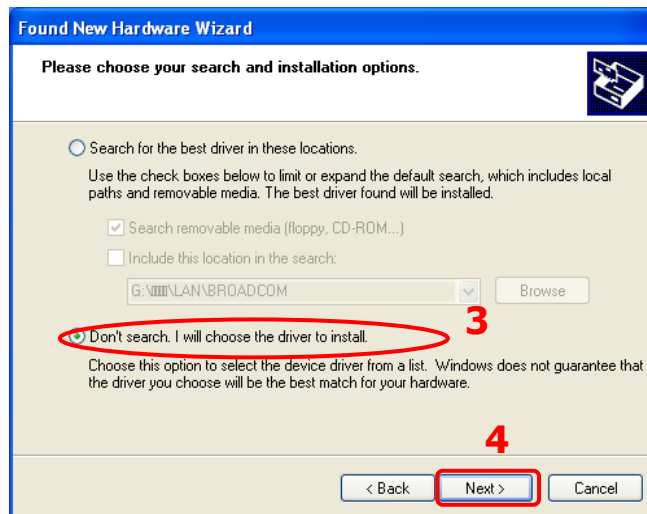 Found New Hardware Wizard
Please choose your search and installation options.
Search for the best driver in these locations.
Use the check boxes below to limit or expand the default search, which includes local
paths and removable media. The best driver found will be installed.
Search removable media (floppy, CD-ROM...)
Include this location in the search:
\LAN\BROADCOM
Browse
3
Don't search. I will choose the driver to install.
Choose this option to select the device driver from a list. Windows does not guarantee that
the driver you choose will be the best match for your hardware.
4
< Back
Next >
Cancel